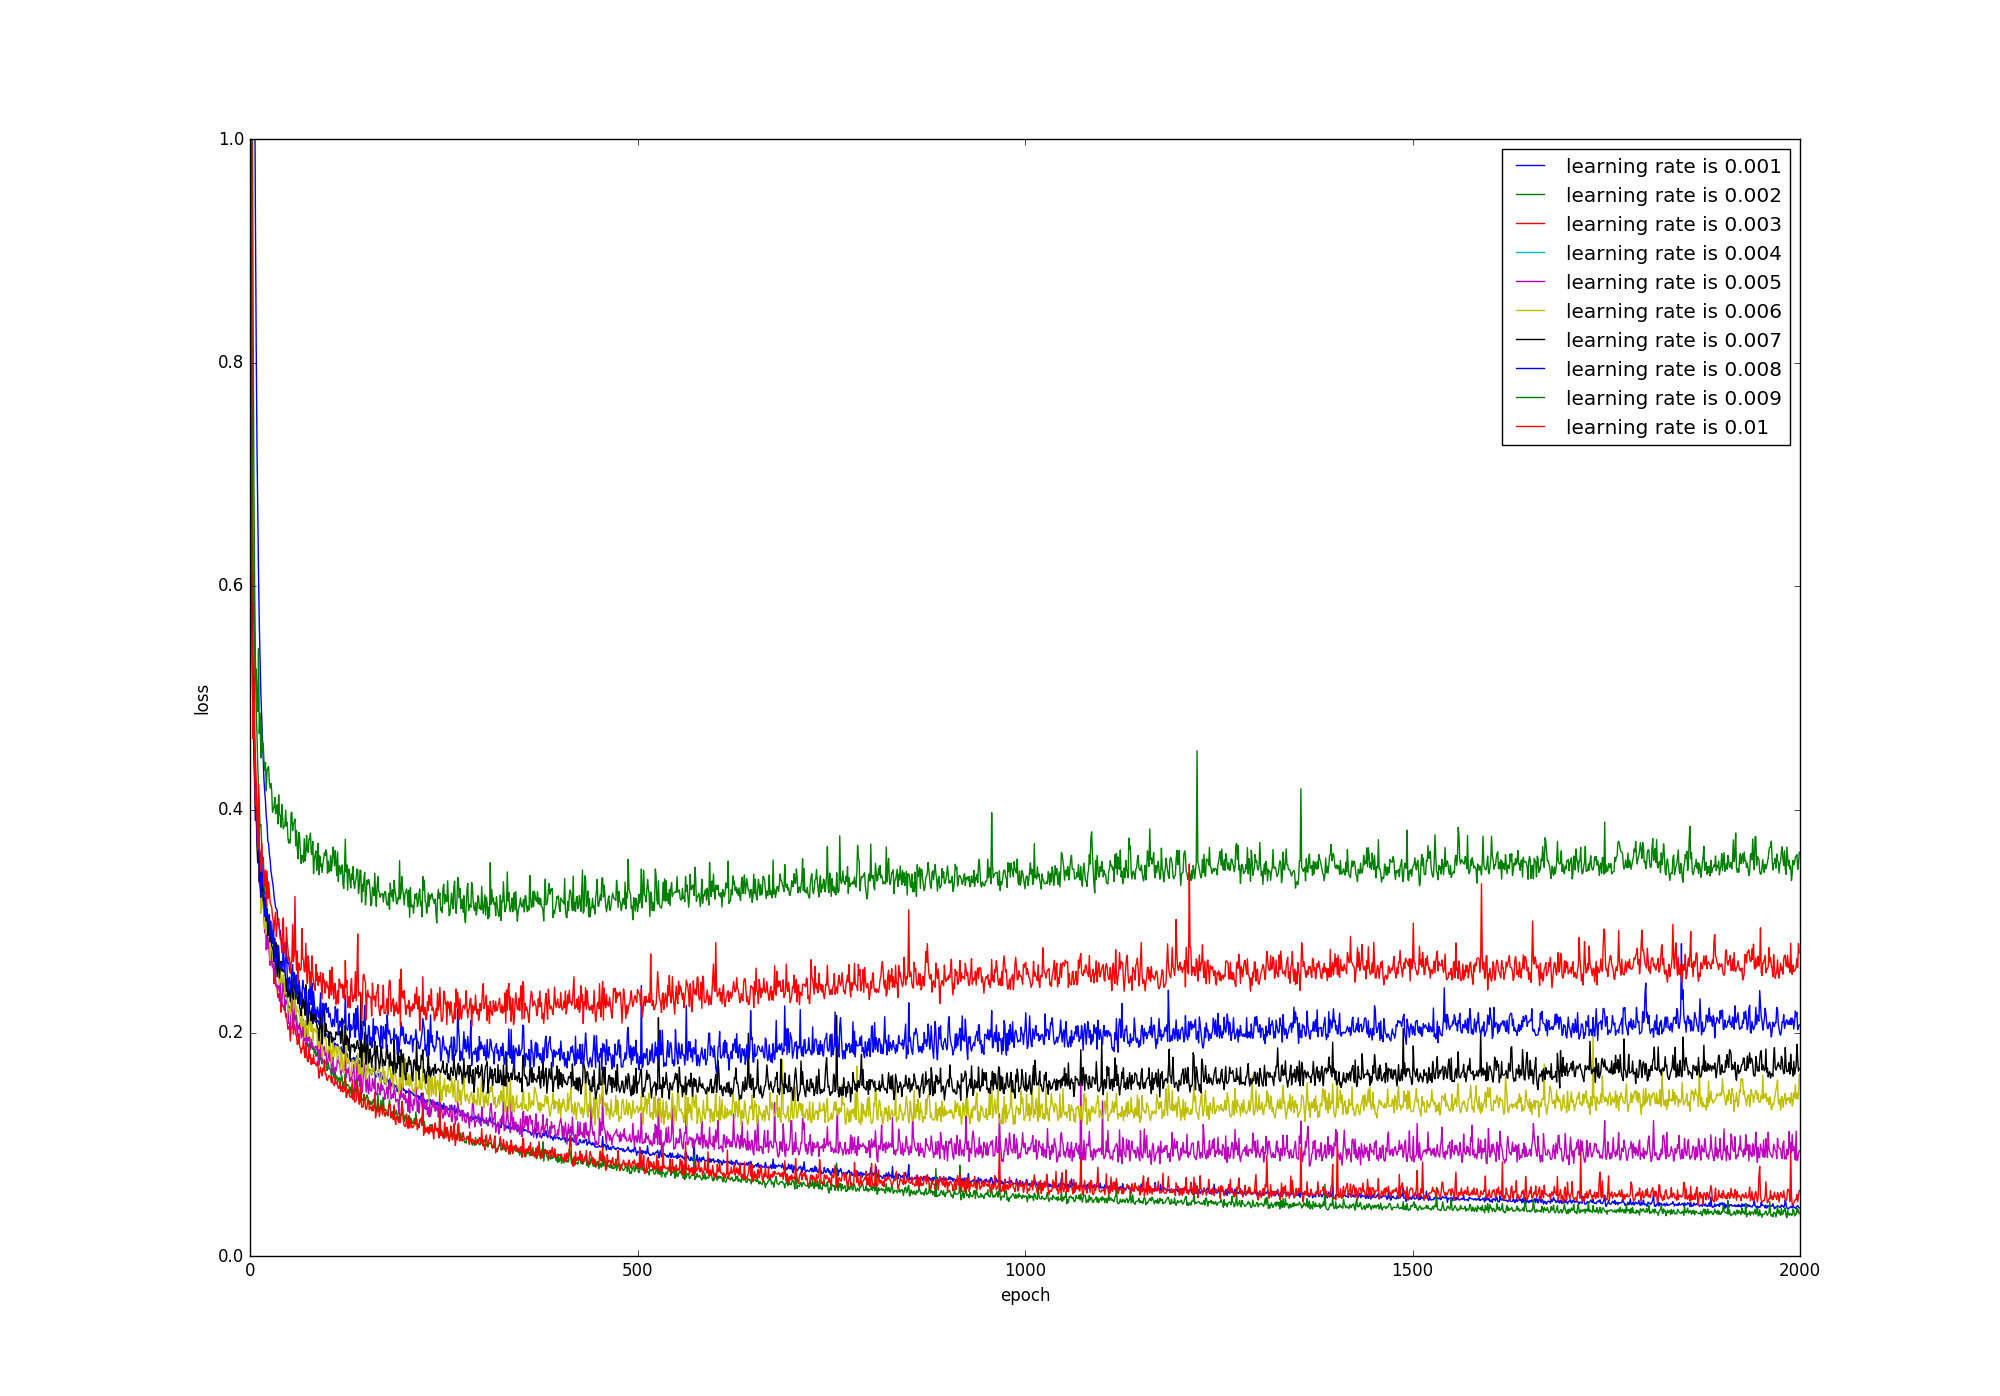 1.0
learning rate is 0.001
learning rate is 0.002
learning rate is 0.003
learning rate is 0.004
learning rate is 0.005
learning rate is 0.006
learning rate is 0.007
learning rate is 0.008
learning rate is 0.009
learning rate is 0.01
0.8
0.6
loss
0.4
0.2
0.0
0 500 1000 1500 2000
epoch